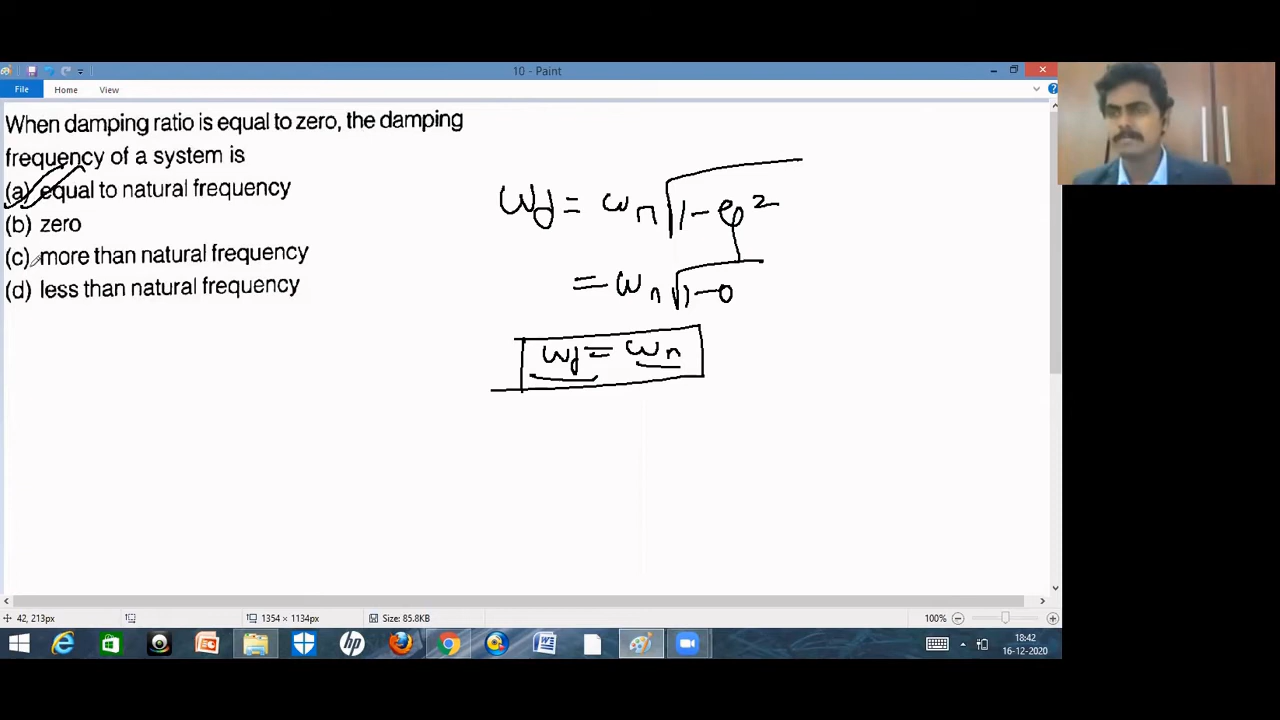 10 - Paint
File Home View
When damping ratio is equal to zero, the damping
frequency of a system is
(a) equal to natural frequency
(b) zero
(c) more than natural frequency
(d) less than natural frequency
ωd = ωn √1-φ²
= ωn √1-0
ωd = ωn
42, 213px
1354 × 1134px
Size: 85.8KB
100%
18:42
16-12-2020